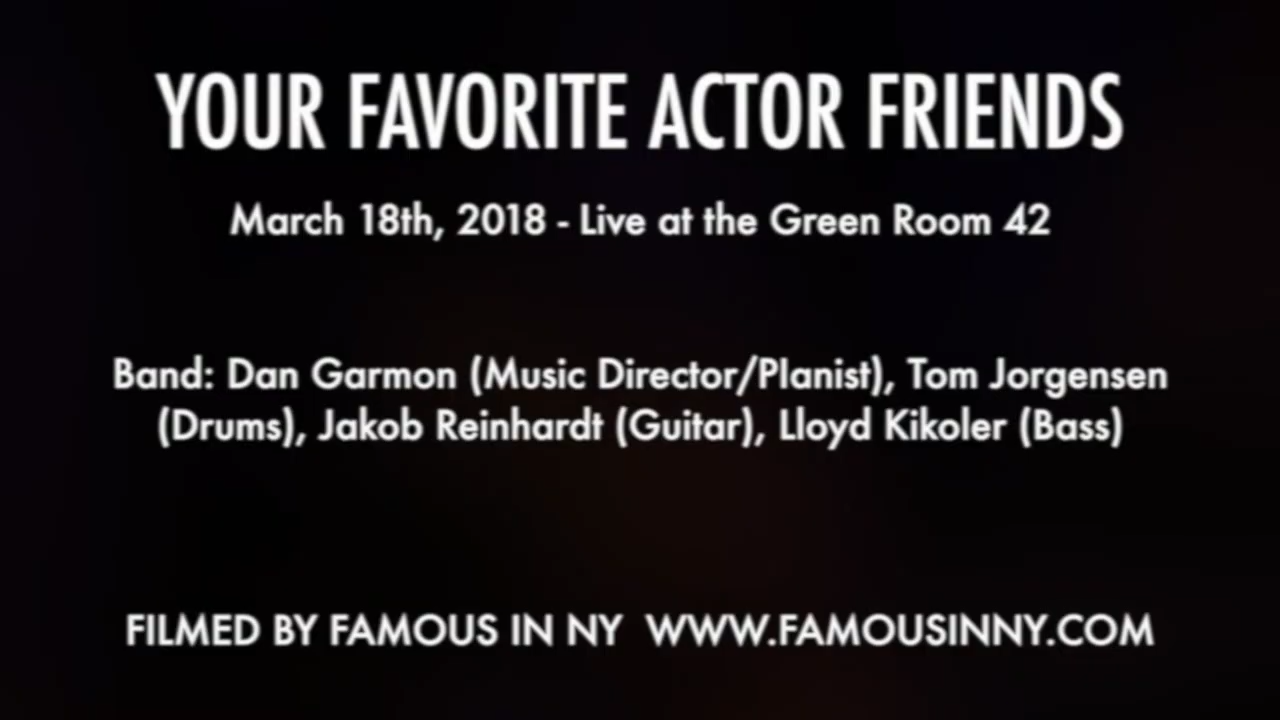 YOUR FAVORITE ACTOR FRIENDS
March 18th, 2018 - Live at the Green Room 42
Band: Dan Garmon (Music Director/PIanist), Tom Jorgensen
(Drums), Jakob Reinhardt (Guitar), Lloyd Kikoler (Bass)
FILMED BY FAMOUS IN NY WWW.FAMOUSINNY.COM